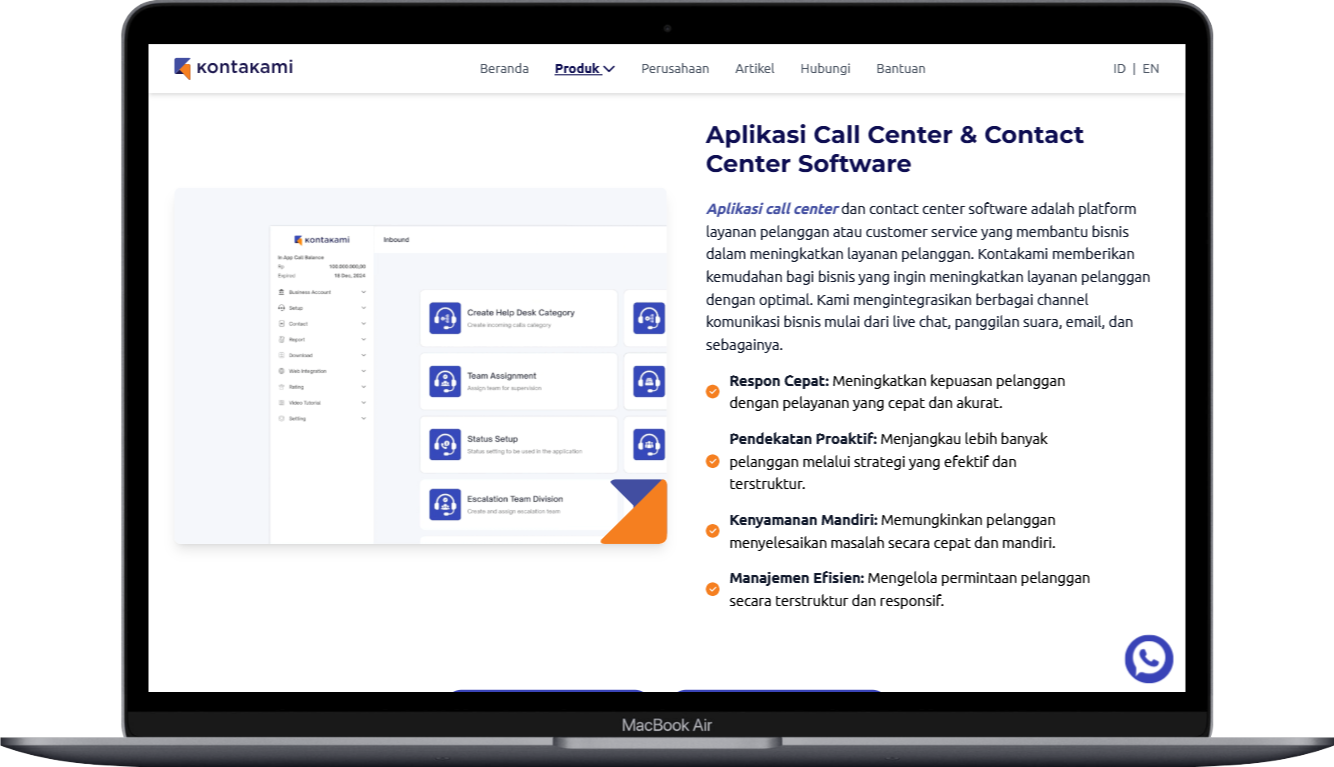 Kontakami
Beranda
Produk
Perusahaan
Artikel
Hubungi
Bantuan
ID | EN
Aplikasi Call Center & Contact
Center Software
Aplikasi call center dan contact center software adalah platform
layanan pelanggan atau customer service yang membantu bisnis
dalam meningkatkan layanan pelanggan. Kontakami memberikan
kemudahan bagi bisnis yang ingin meningkatkan layanan pelanggan
dengan optimal. Kami mengintegrasikan berbagai channel
komunikasi bisnis mulai dari live chat, panggilan suara, email, dan
sebagainya.
Respon Cepat: Meningkatkan kepuasan pelanggan
dengan pelayanan yang cepat dan akurat.
Pendekatan Proaktif: Menjangkau lebih banyak
pelanggan melalui strategi yang efektif dan
terstruktur.
Kenyamanan Mandiri: Memungkinkan pelanggan
menyelesaikan masalah secara cepat dan mandiri.
Manajemen Efisien: Mengelola permintaan pelanggan
secara terstruktur dan responsif.
Kontakami
Inbound
In App Call Balance
Rp 100.000.000,00
Expired 16 Dec, 2024
Business Account
Setup
Contact
Report
Download
Web Integration
Rating
Video Tutorial
Setting
Create Help Desk Category
Create incoming calls category
Team Assignment
Assign team for supervision
Status Setup
Status setting to be used in the application
Escalation Team Division
Create and assign escalation team
MacBook Air